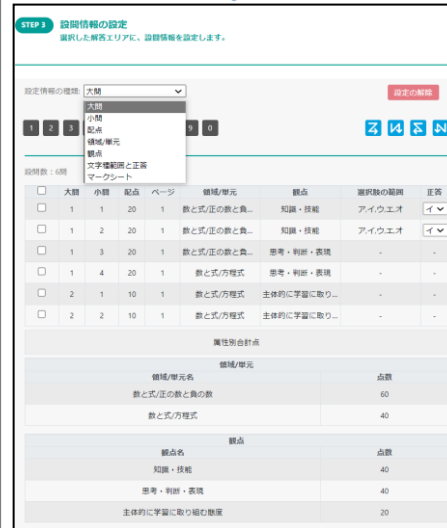 STEP 3 設問情報の設定
選択した解答エリアに、設問情報を設定します。
設定情報の種類: 大問
設定の解除
大問
小問
配点
領域/単元
観点
文字種範囲と正答
マークシート
1 2 3 9 0
設問数:6問
大問 小問 配点 ページ 領域/単元 観点 選択肢の範囲 正答
1 1 20 1 数と式/正の数と負... 知識・技能 ア.イ.ウ.エ.オ イ
1 2 20 1 数と式/正の数と負... 知識・技能 ア.イ.ウ.エ.オ イ
1 3 20 1 数と式/正の数と負... 思考・判断・表現 - -
1 4 20 1 数と式/方程式 思考・判断・表現 - -
2 1 10 1 数と式/方程式 主体的に学習に取り... - -
2 2 10 1 数と式/方程式 主体的に学習に取り... - -
属性別合計点
領域/単元
領域/単元名 点数
数と式/正の数と負の数 60
数と式/方程式 40
観点
観点名 点数
知識・技能 40
思考・判断・表現 40
主体的に学習に取り組む態度 20